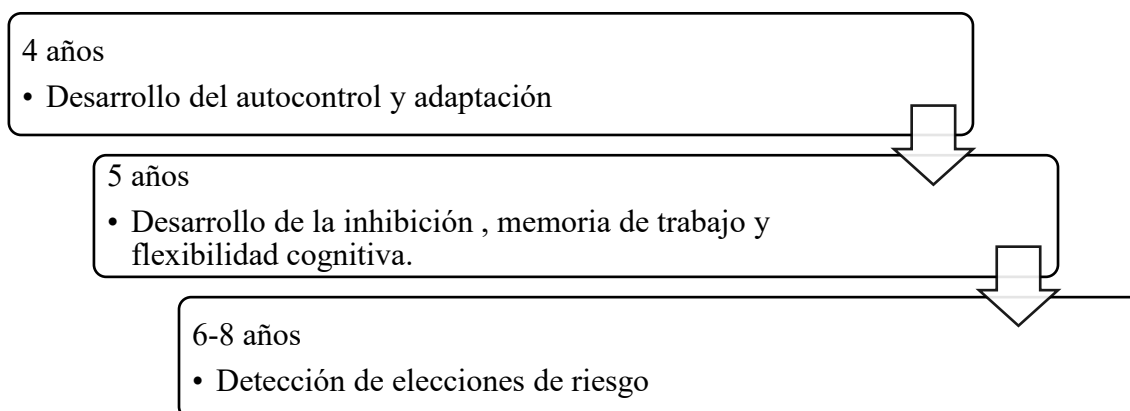 4 años
• Desarrollo del autocontrol y adaptación
5 años
• Desarrollo de la inhibición , memoria de trabajo y
flexibilidad cognitiva.
6-8 años
• Detección de elecciones de riesgo